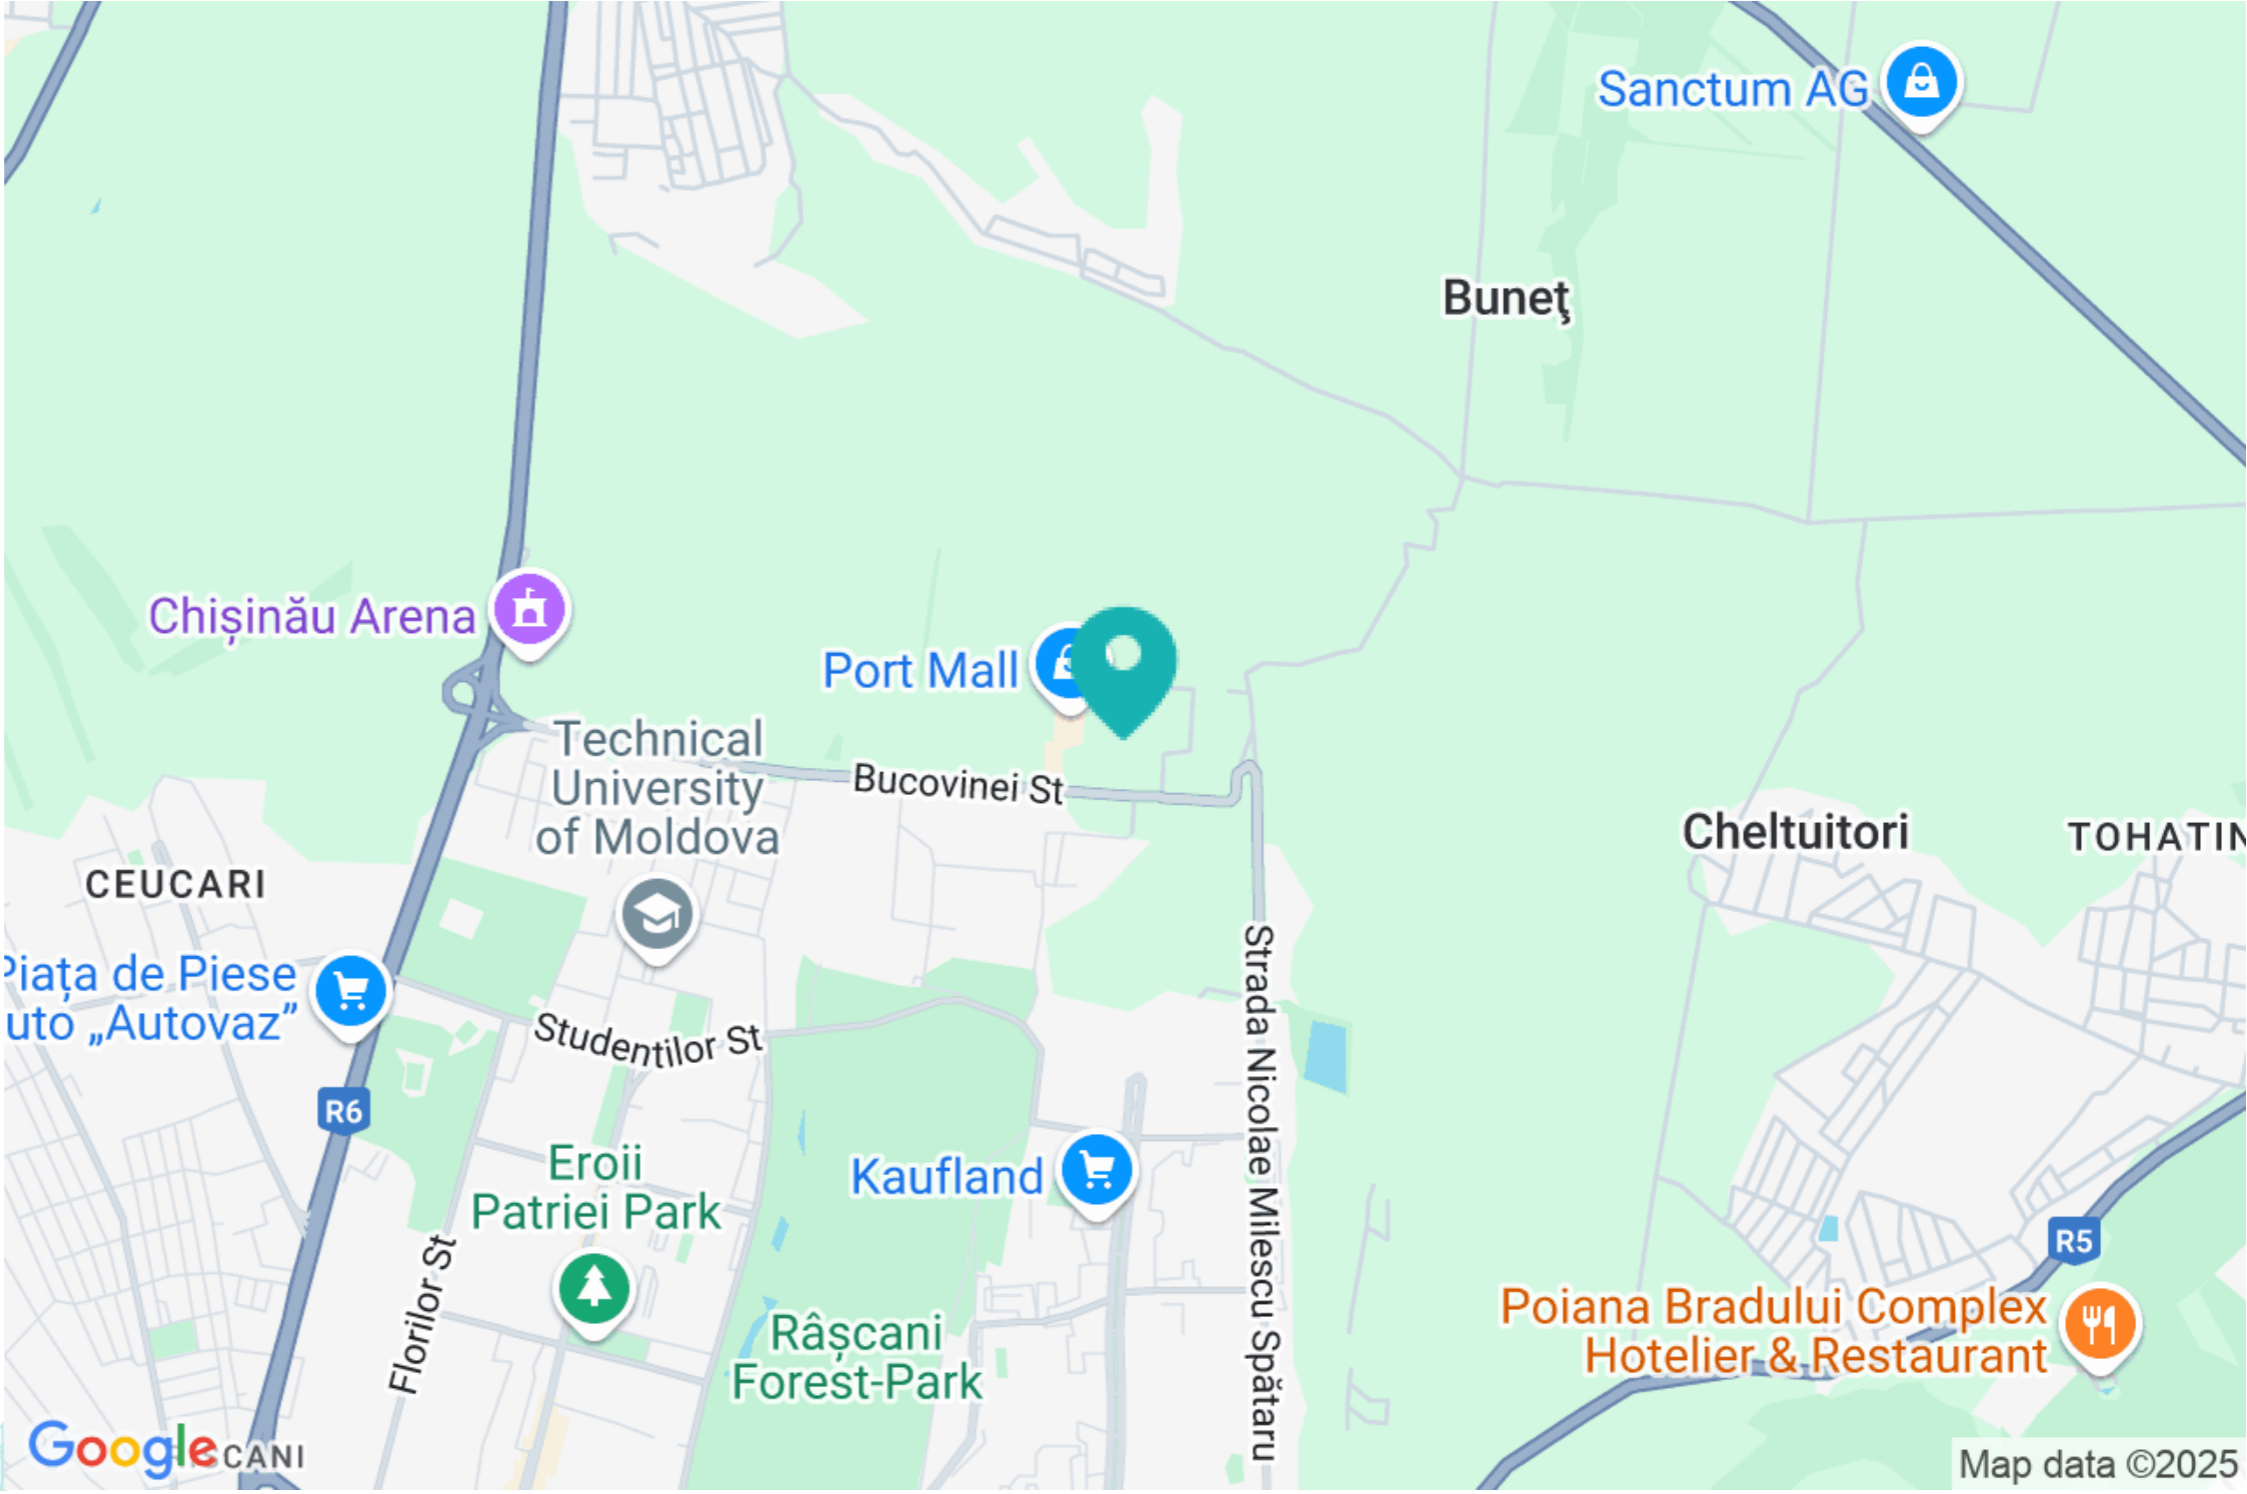 Sanctum AG
Buneţ
Chișinău Arena
Port Mall
Technical
University
of Moldova
Bucovinei St
Cheltuitori
TOHATIN
CEUCARI
Piața de Piese
uto „Autovaz”
Studentilor St
Strada Nicolae Milescu Spătaru
R6
Eroii
Patriei Park
Kaufland
Florilor St
R5
Poiana Bradului Complex
Hotelier & Restaurant
Râșcani
Forest-Park
Google
CANI
Map data ©2025